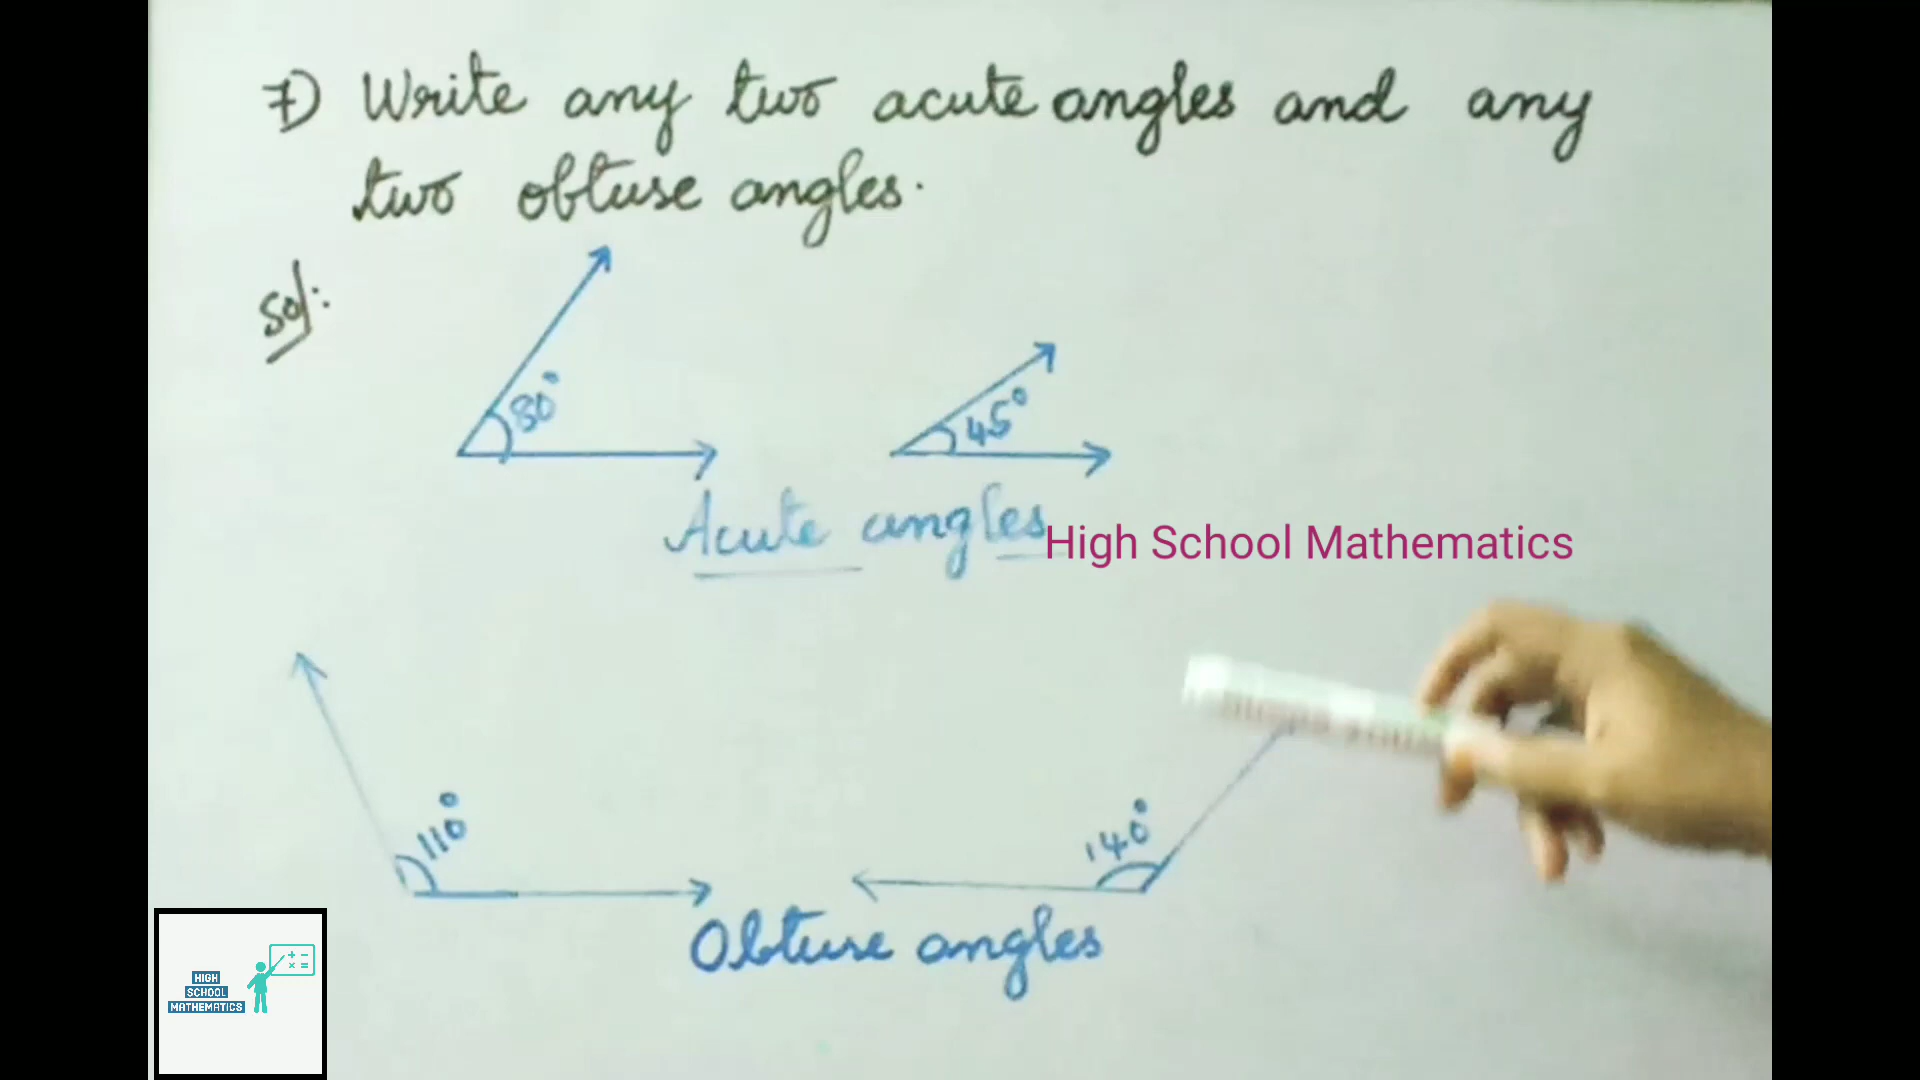 7) Write any two acute angles and any
two obtuse angles.
Sol:
80°
45°
Acute angles
High School Mathematics
110°
140°
Obtuse angles
HIGH
SCHOOL
MATHEMATICS
+ -
× =